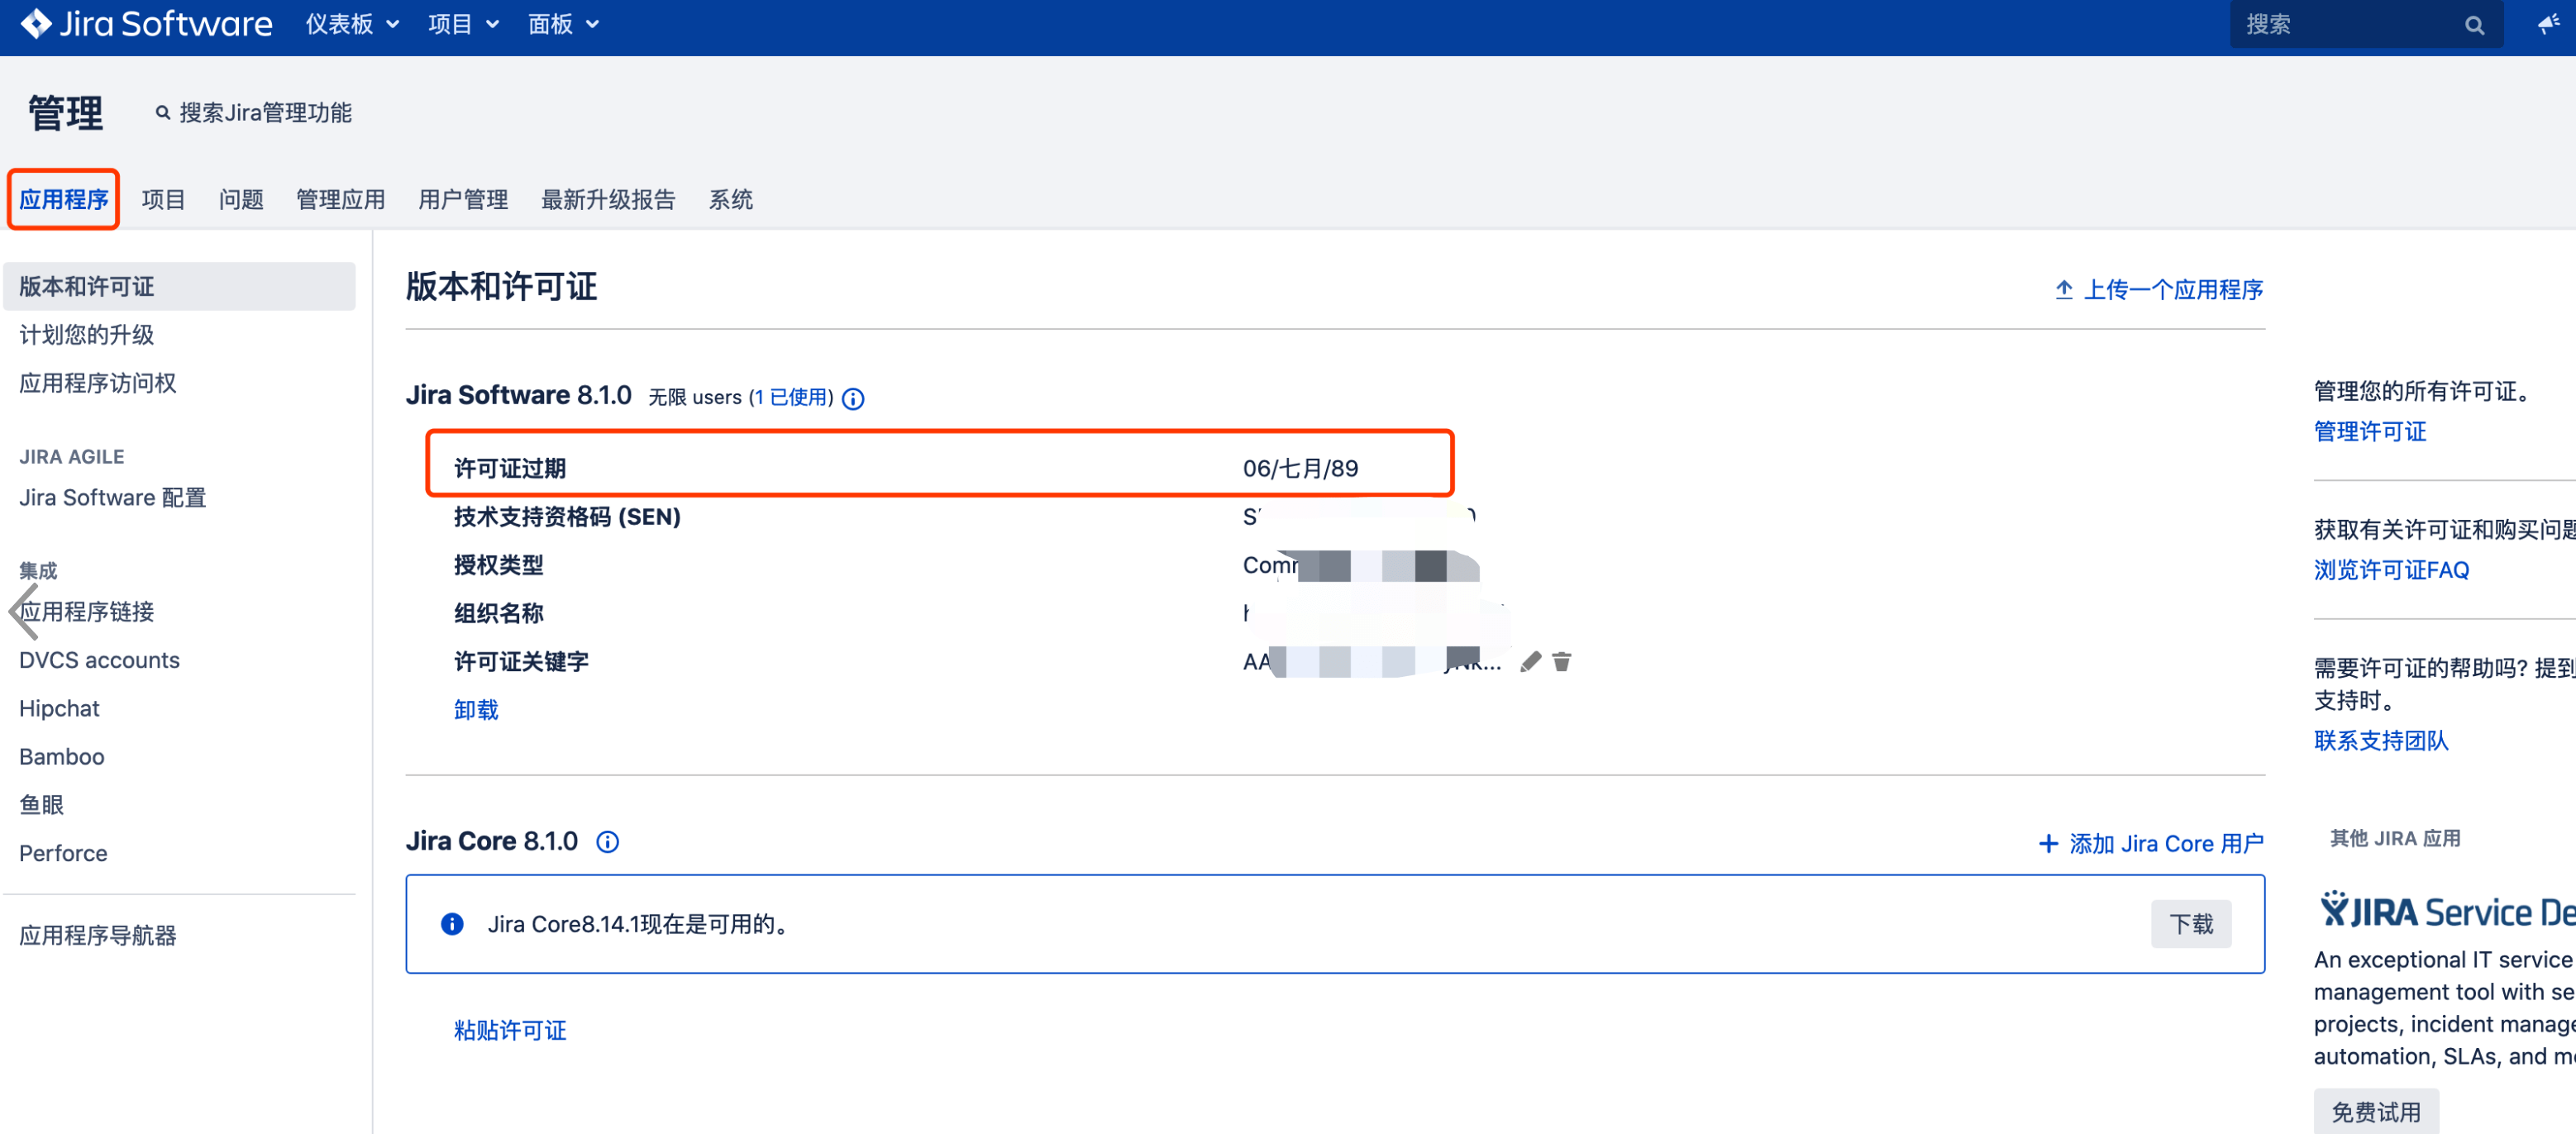 Jira Software 仪表板 项目 面板 搜索
管理 搜索Jira管理功能
应用程序 项目 问题 管理应用 用户管理 最新升级报告 系统
版本和许可证
计划您的升级
应用程序访问权
JIRA AGILE
Jira Software 配置
集成
应用程序链接
DVCS accounts
Hipchat
Bamboo
鱼眼
Perforce
应用程序导航器
版本和许可证 上传一个应用程序
Jira Software 8.1.0 无限 users (1 已使用)
许可证过期 06/七月/89
技术支持资格码 (SEN)
授权类型
组织名称
许可证关键字
卸载
Jira Core 8.1.0 添加 Jira Core 用户
Jira Core8.14.1现在是可用的。 下载
粘贴许可证
管理您的所有许可证。
管理许可证
获取有关许可证和购买问题
浏览许可证FAQ
需要许可证的帮助吗? 提到
支持时。
联系支持团队
其他 JIRA 应用
JIRA Service De
An exceptional IT service
management tool with se
projects, incident manage
automation, SLAs, and mo
免费试用